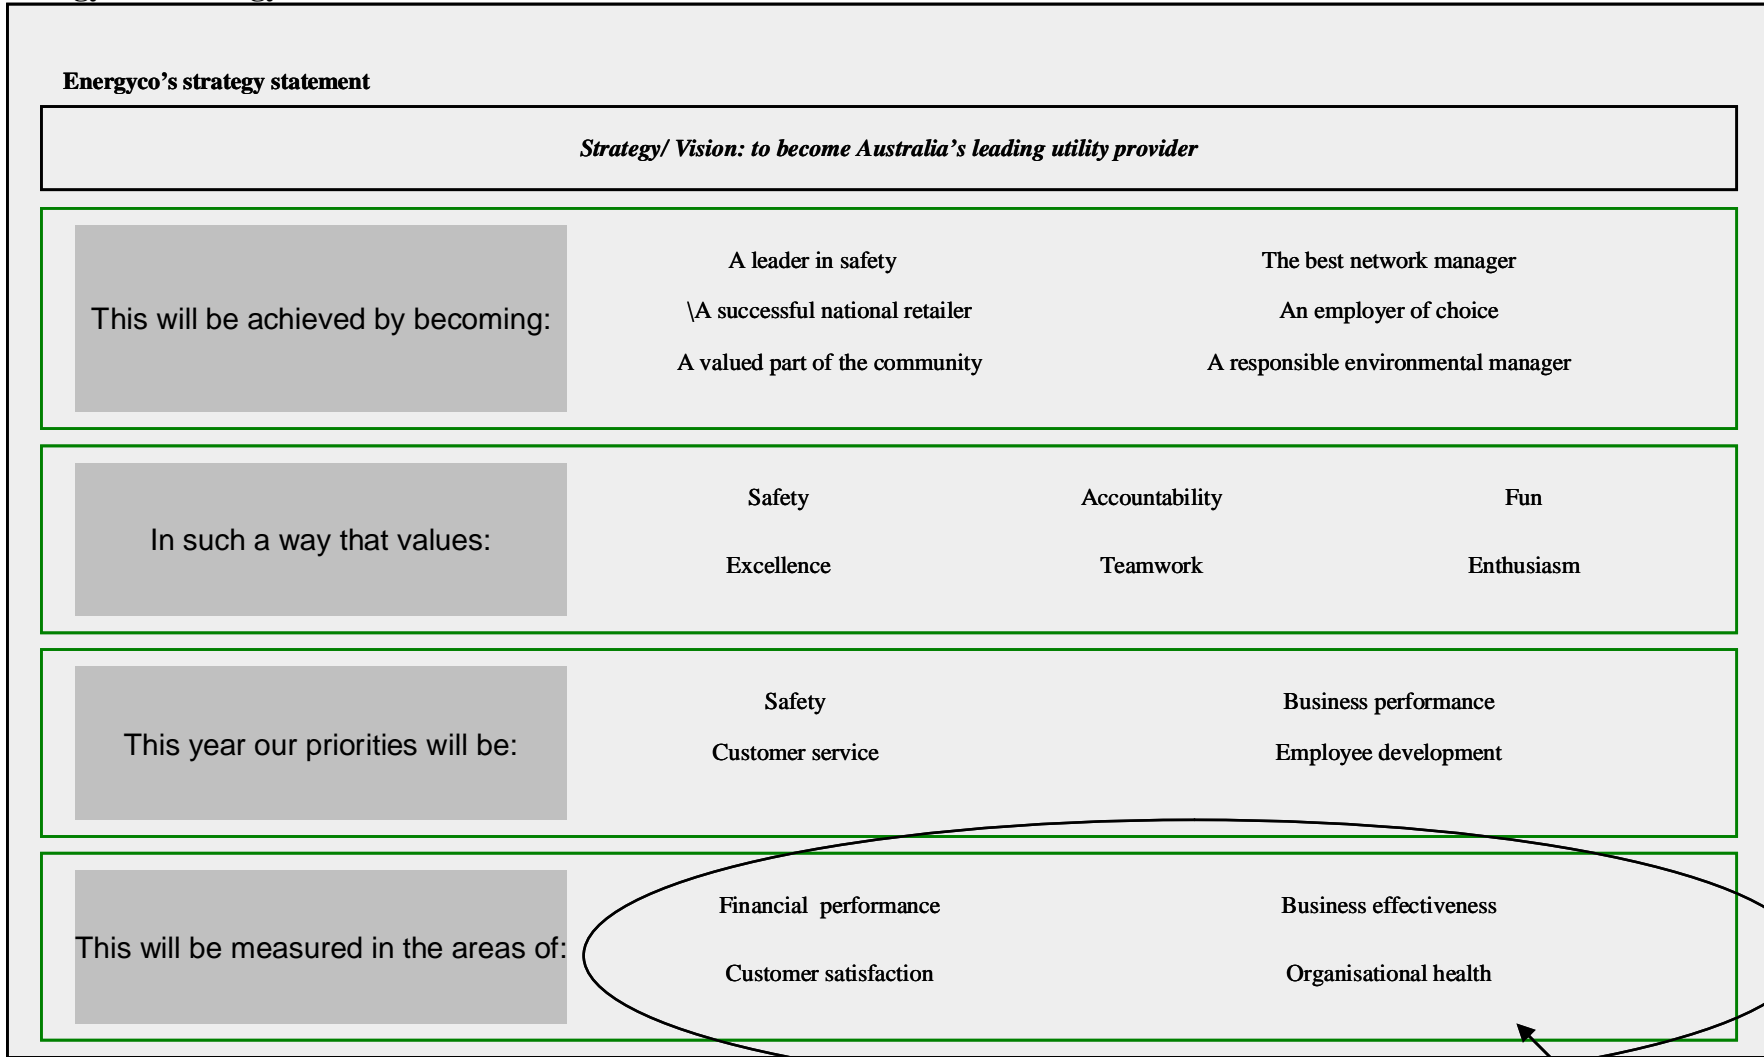 Energyco’s strategy statement
Strategy/ Vision: to become Australia’s leading utility provider
This will be achieved by becoming:
A leader in safety
The best network manager
\A successful national retailer
An employer of choice
A valued part of the community
A responsible environmental manager
In such a way that values:
Safety
Accountability
Fun
Excellence
Teamwork
Enthusiasm
This year our priorities will be:
Safety
Business performance
Customer service
Employee development
This will be measured in the areas of:
Financial  performance
Business effectiveness
Customer satisfaction
Organisational health